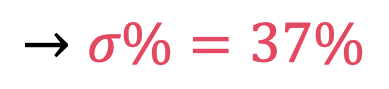 → σ% = 37%